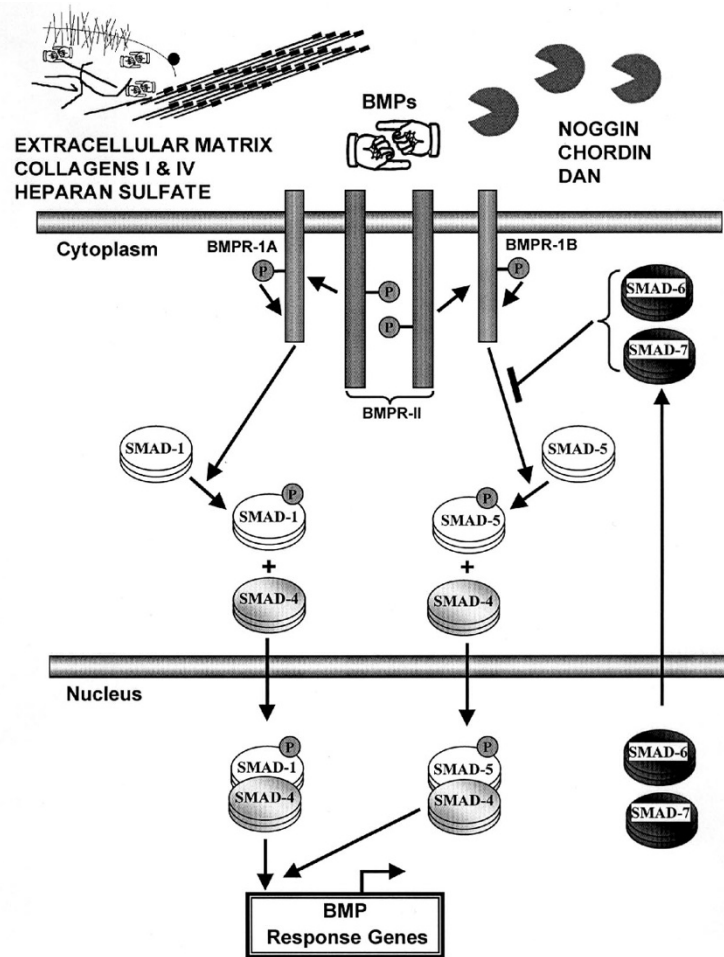 BMPs
EXTRACELLULAR MATRIX
COLLAGENS I & IV
HEPARAN SULFATE
NOGGIN
CHORDIN
DAN
Cytoplasm
BMPR-1A
BMPR-1B
P
P
P
P
SMAD-6
SMAD-7
BMPR-II
SMAD-1
SMAD-5
P
SMAD-1
P
SMAD-5
+
+
SMAD-4
SMAD-4
Nucleus
P
SMAD-1
SMAD-4
P
SMAD-5
SMAD-4
SMAD-6
SMAD-7
BMP
Response Genes